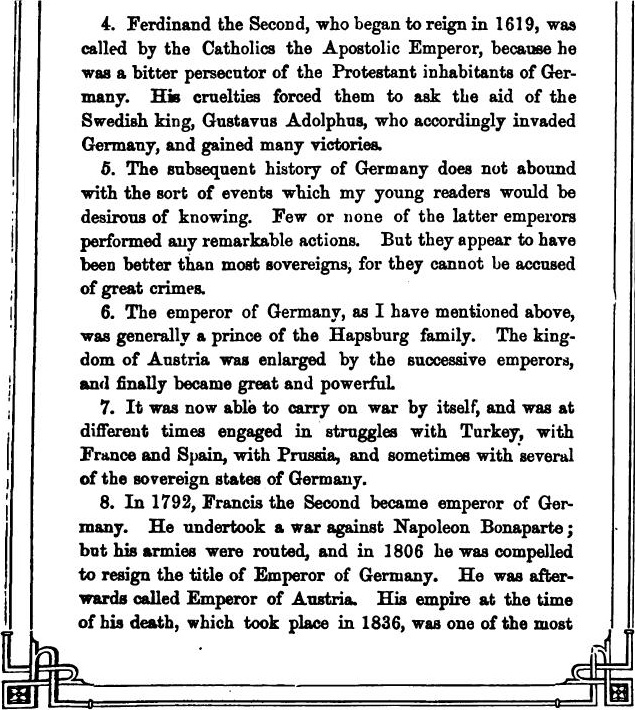 4. Ferdinand the Second, who began to reign in 1619, was
called by the Catholics the Apostolic Emperor, because he
was a bitter persecutor of the Protestant inhabitants of Ger-
many. His cruelties forced them to ask the aid of the
Swedish king, Gustavus Adolphus, who accordingly invaded
Germany, and gained many victories.
5. The subsequent history of Germany does not abound
with the sort of events which my young readers would be
desirous of knowing. Few or none of the latter emperors
performed any remarkable actions. But they appear to have
been better than most sovereigns, for they cannot be accused
of great crimes.
6. The emperor of Germany, as I have mentioned above,
was generally a prince of the Hapsburg family. The king-
dom of Austria was enlarged by the successive emperors,
and finally became great and powerful.
7. It was now able to carry on war by itself, and was at
different times engaged in struggles with Turkey, with
France and Spain, with Prussia, and sometimes with several
of the sovereign states of Germany.
8. In 1792, Francis the Second became emperor of Ger-
many. He undertook a war against Napoleon Bonaparte;
but his armies were routed, and in 1806 he was compelled
to resign the title of Emperor of Germany. He was after-
wards called Emperor of Austria. His empire at the time
of his death, which took place in 1836, was one of the most